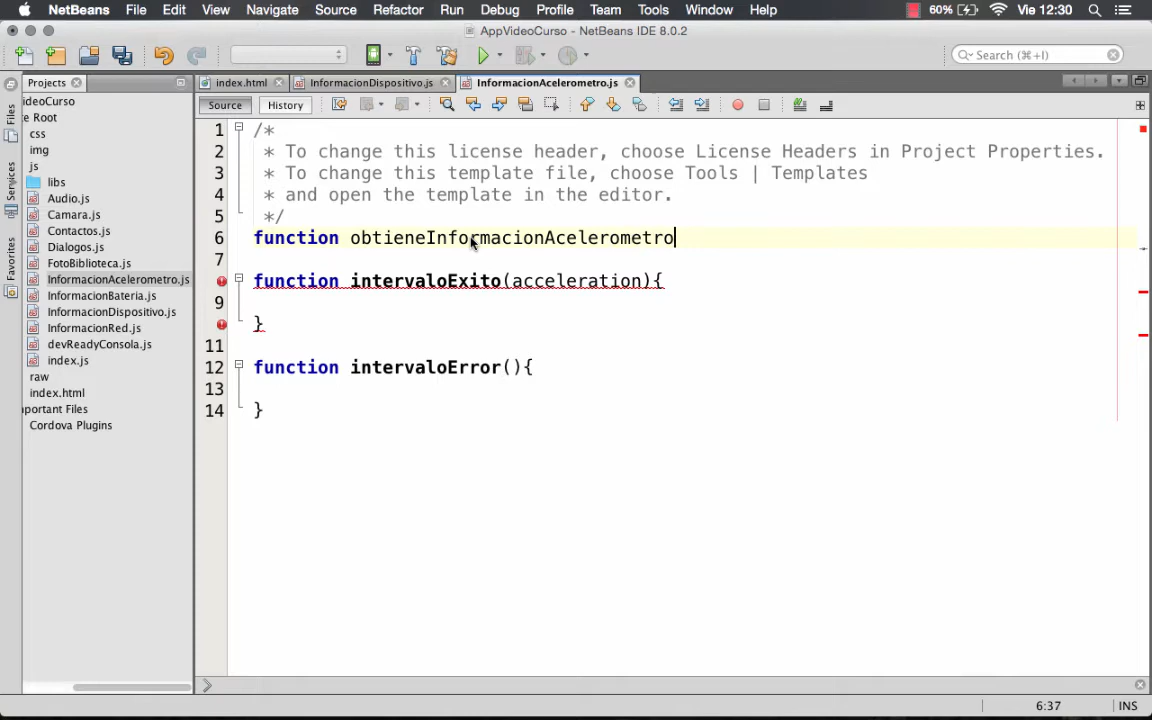 NetBeans File Edit View Navigate Source Refactor Run Debug Profile Team Tools Window Help 60% Vie 12:30
AppVideoCurso - NetBeans IDE 8.0.2
Search (⌘+I)
Projects
index.html InformacionDispotivo.js InformacionAcelerometro.js
Source History
Files
Services
Favorites
ideoCurso
e Root
css
img
js
libs
Audio.js
Camara.js
Contactos.js
Dialogos.js
FotoBiblioteca.js
InformacionAcelerometro.js
InformacionBateria.js
InformacionDispotivo.js
InformacionRed.js
devReadyConsola.js
index.js
raw
index.html
portant Files
Cordova Plugins
1 /*
2 * To change this license header, choose License Headers in Project Properties.
3 * To change this template file, choose Tools | Templates
4 * and open the template in the editor.
5 */
6 function obtieneInformacionAcelerometro
7
function intervaloExito(acceleration){
9
}
11
12 function intervaloError(){
13
14 }
6:37 INS